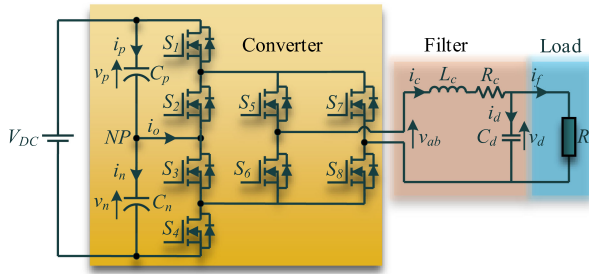 Converter
Filter
Load
i_p
S_1
v_p
C_p
S_2
S_5
S_7
i_c
L_c
R_c
i_f
V_DC
NP
i_o
i_d
C_d
v_d
R
v_ab
i_n
S_3
S_6
S_8
v_n
C_n
S_4